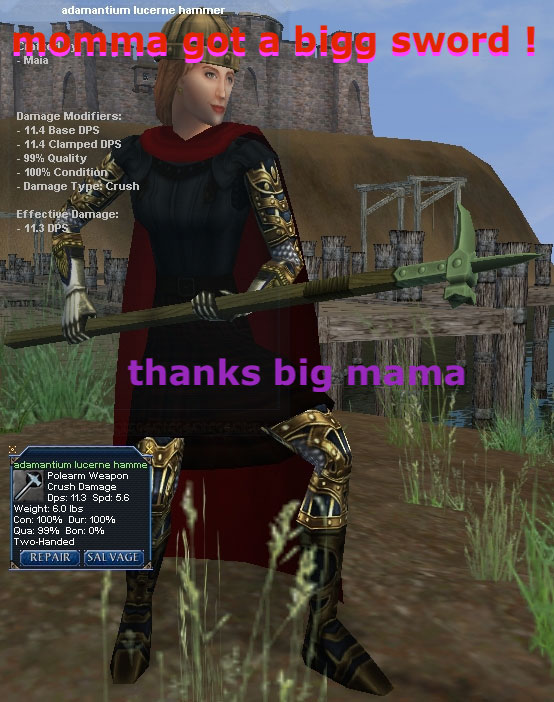 adamantium lucerne hammer
momma got a bigg sword !
- Maia
Damage Modifiers:
- 11.4 Base DPS
- 11.4 Clamped DPS
- 99% Quality
- 100% Condition
- Damage Type: Crush
Effective Damage:
- 11.3 DPS
thanks big mama
adamantium lucerne hamme
Polearm Weapon
Crush Damage
Dps: 11.3 Spd: 5.6
Weight: 6.0 lbs
Con: 100% Dur: 100%
Qua: 99% Bon: 0%
Two-Handed
REPAIR SALVAGE